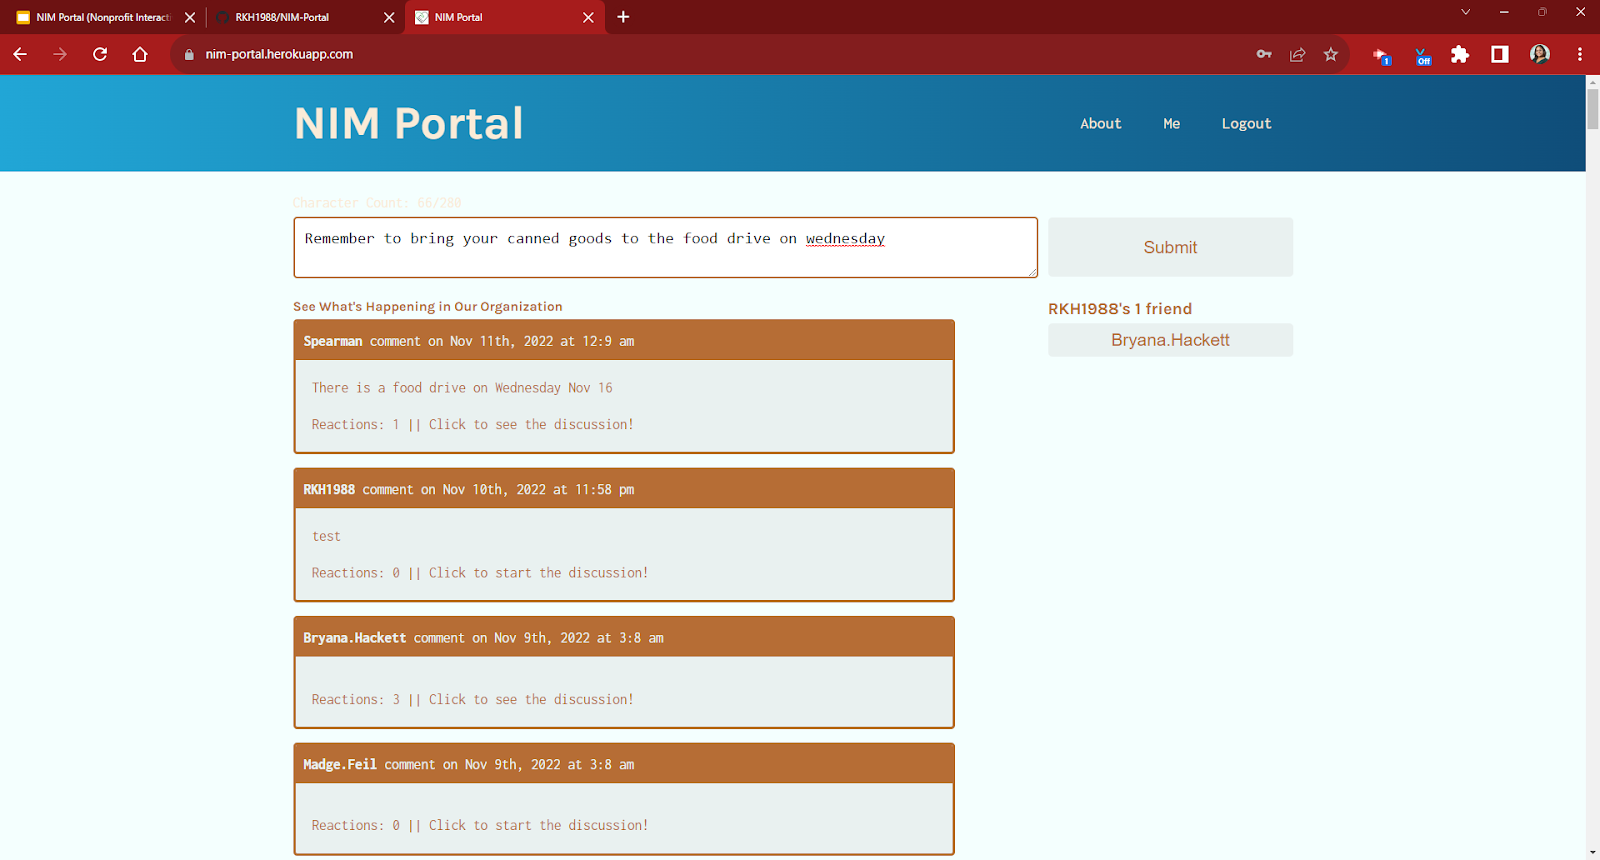 NIM Portal (Nonprofit Interacti
RKH1988/NIM-Portal
NIM Portal
nim-portal.herokuapp.com
1
Off
NIM Portal
About
Me
Logout
Character Count: 66/280
Remember to bring your canned goods to the food drive on wednesday
Submit
See What's Happening in Our Organization
RKH1988's 1 friend
Bryana.Hackett
Spearman comment on Nov 11th, 2022 at 12:9 am
There is a food drive on Wednesday Nov 16
Reactions: 1 || Click to see the discussion!
RKH1988 comment on Nov 10th, 2022 at 11:58 pm
test
Reactions: 0 || Click to start the discussion!
Bryana.Hackett comment on Nov 9th, 2022 at 3:8 am
Reactions: 3 || Click to see the discussion!
Madge.Feil comment on Nov 9th, 2022 at 3:8 am
Reactions: 0 || Click to start the discussion!